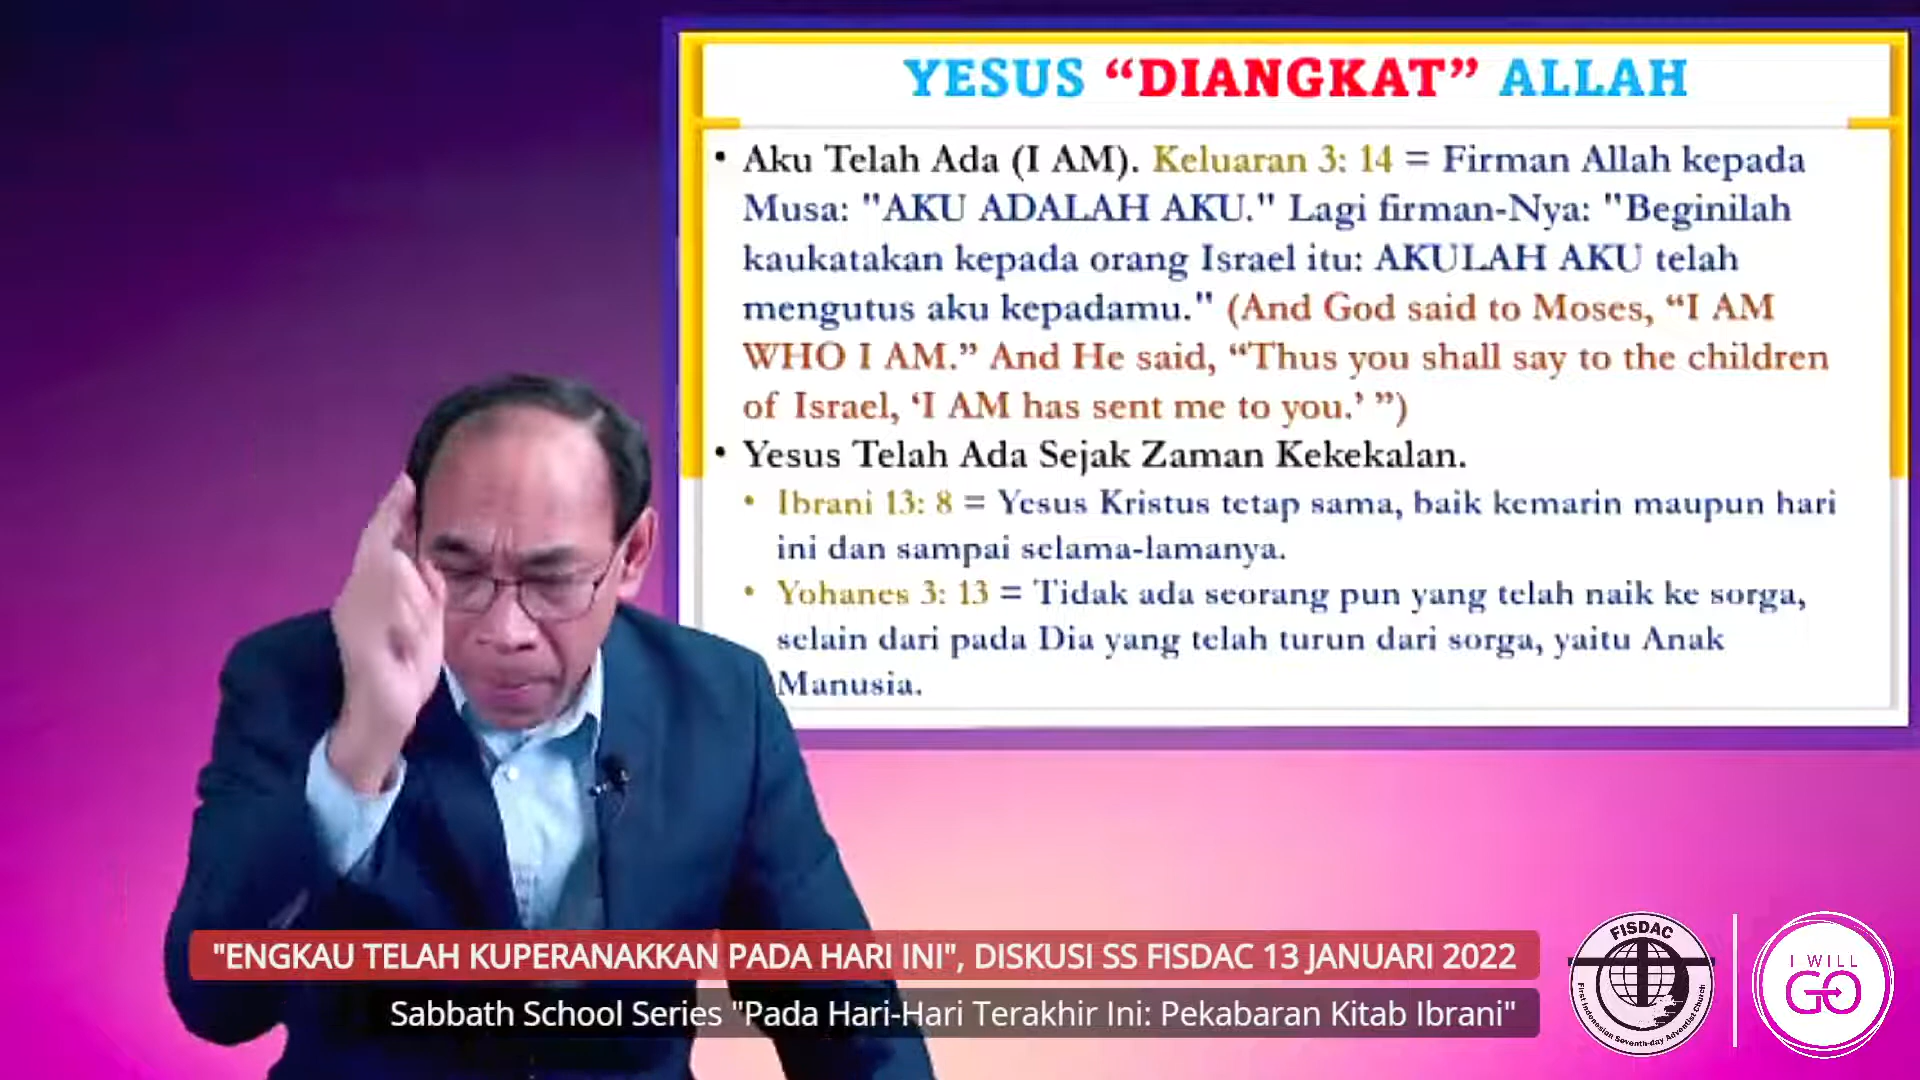 YESUS “DIANGKAT” ALLAH
• Aku Telah Ada (I AM). Keluaran 3: 14 = Firman Allah kepada
Musa: "AKU ADALAH AKU." Lagi firman-Nya: "Beginilah
kaukatakan kepada orang Israel itu: AKULAH AKU telah
mengutus aku kepadamu." (And God said to Moses, “I AM
WHO I AM.” And He said, “Thus you shall say to the children
of Israel, ‘I AM has sent me to you.’ ”)
• Yesus Telah Ada Sejak Zaman Kekekalan.
• Ibrani 13: 8 = Yesus Kristus tetap sama, baik kemarin maupun hari
ini dan sampai selama-lamanya.
• Yohanes 3: 13 = Tidak ada seorang pun yang telah naik ke sorga,
selain dari pada Dia yang telah turun dari sorga, yaitu Anak
Manusia.
"ENGKAU TELAH KUPERANAKKAN PADA HARI INI", DISKUSI SS FISDAC 13 JANUARI 2022
Sabbath School Series "Pada Hari-Hari Terakhir Ini: Pekabaran Kitab Ibrani"
FISDAC
First Indonesian Seventh-day Adventist Church
I WILL
GO